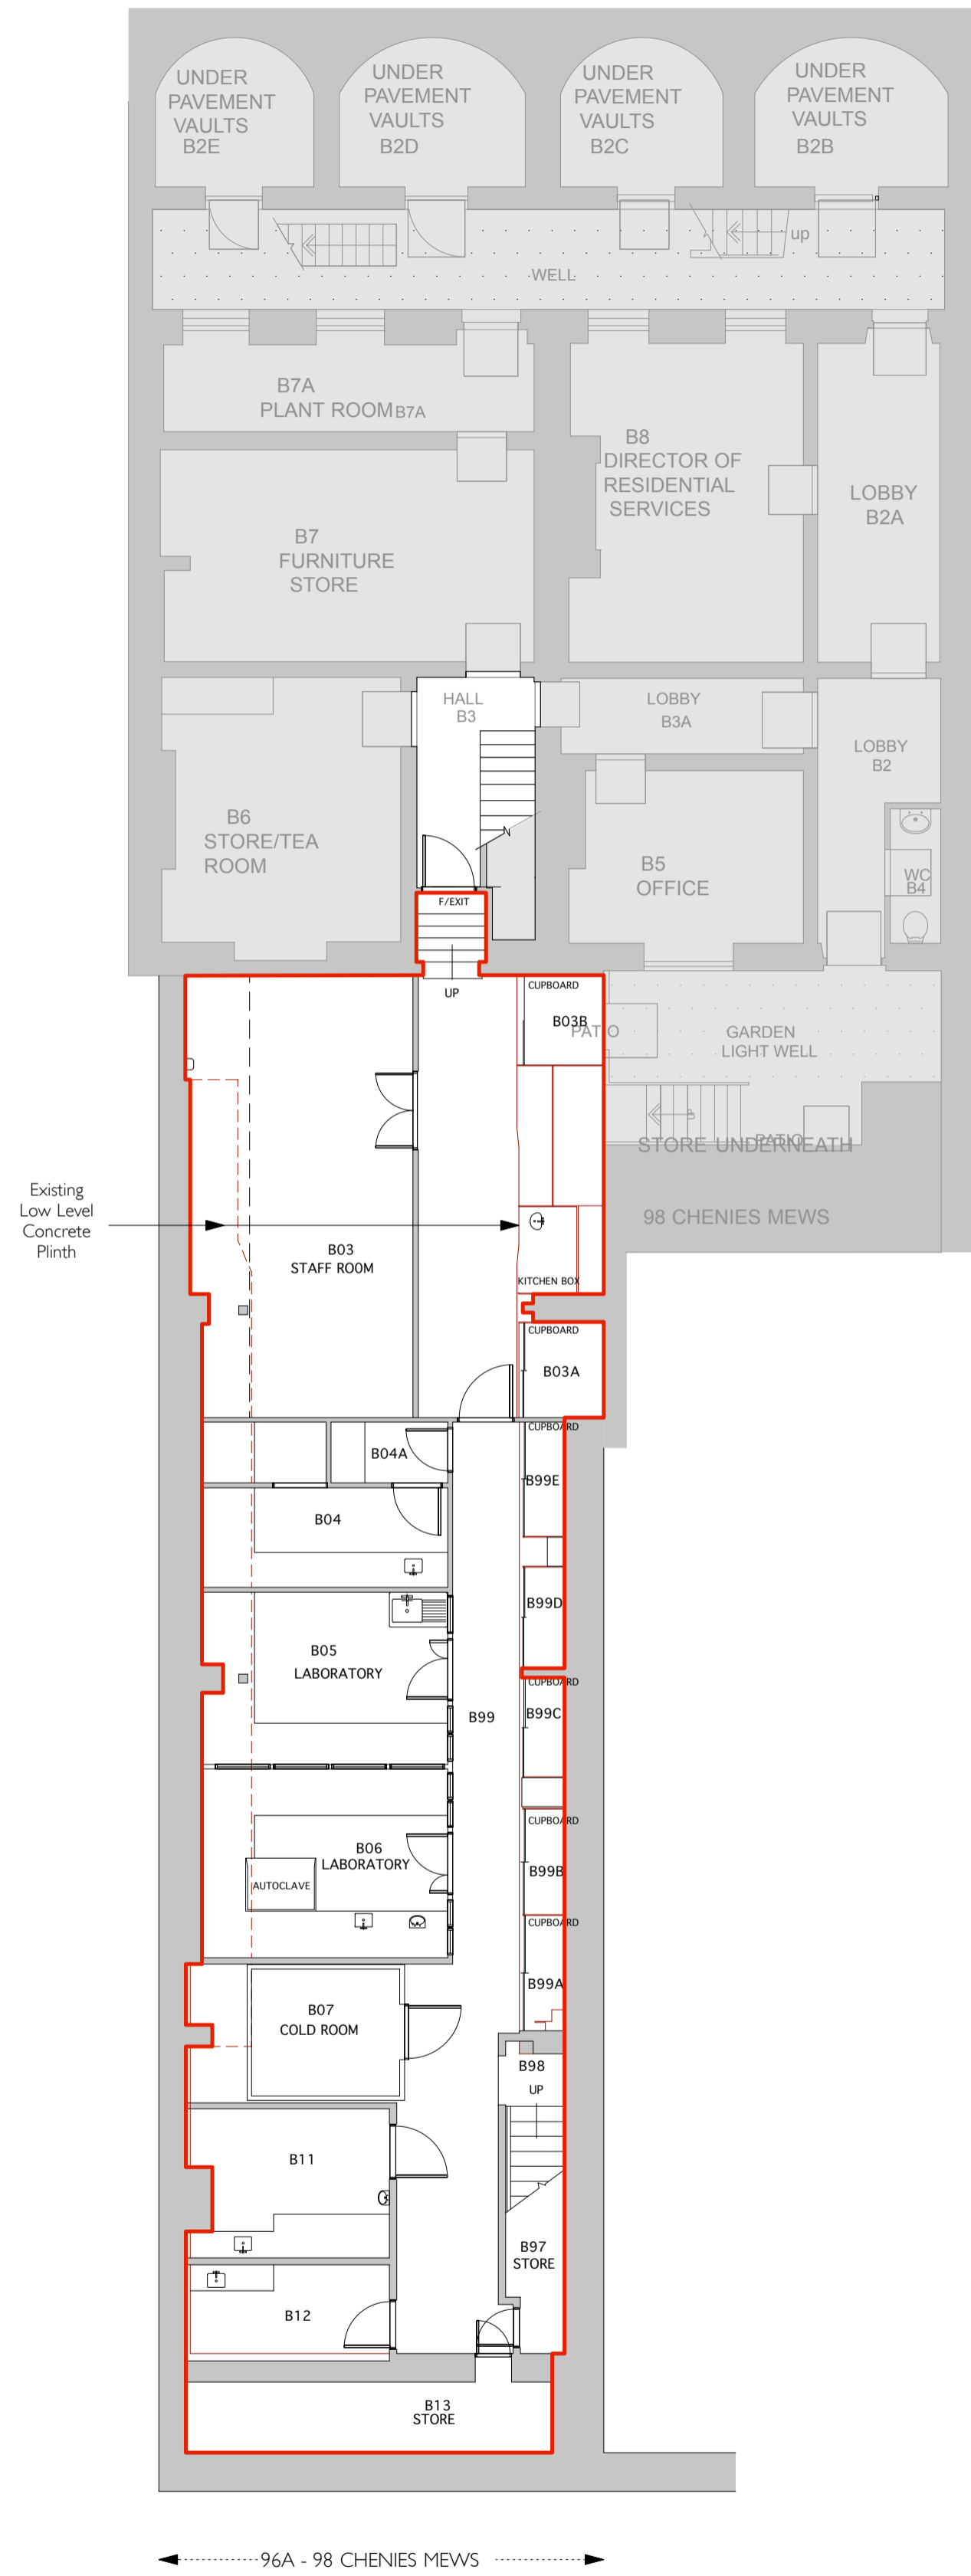 UNDER
PAVEMENT
VAULTS
B2E
UNDER
PAVEMENT
VAULTS
B2D
UNDER
PAVEMENT
VAULTS
B2C
UNDER
PAVEMENT
VAULTS
B2B
up
WELL
B7A
PLANT ROOM B7A
B8
DIRECTOR OF
RESIDENTIAL
SERVICES
LOBBY
B2A
B7
FURNITURE
STORE
HALL
B3
LOBBY
B3A
LOBBY
B2
B6
STORE/TEA
ROOM
B5
OFFICE
WC
B4
F/EXIT
UP
CUPBOARD
B03B
PATIO
GARDEN
LIGHT WELL
UP
PATIO
STORE UNDERNEATH
98 CHENIES MEWS
Existing
Low Level
Concrete
Plinth
B03
STAFF ROOM
KITCHEN BOX
CUPBOARD
B03A
CUPBOARD
B04A
B99E
B04
B99D
B05
LABORATORY
CUPBOARD
B99C
B99
CUPBOARD
B06
LABORATORY
B99B
AUTOCLAVE
CUPBOARD
B99A
B07
COLD ROOM
B98
UP
B11
B97
STORE
B12
B13
STORE
96A - 98 CHENIES MEWS